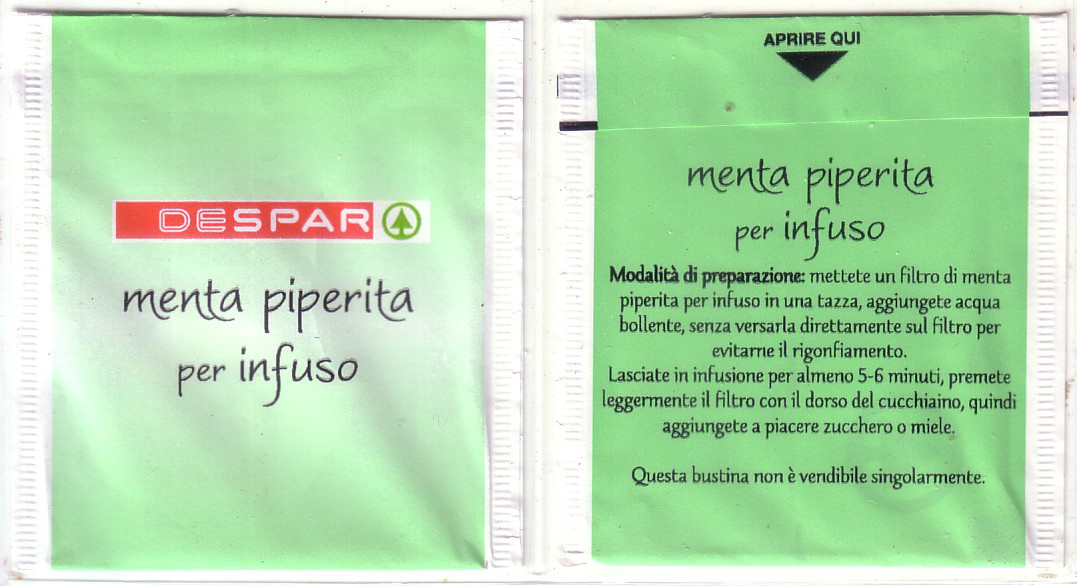 DESPAR
menta piperita
per infuso
APRIRE QUI
menta piperita
per infuso
Modalità di preparazione: mettete un filtro di menta
piperita per infuso in una tazza, aggiungete acqua
bollente, senza versarla direttamente sul filtro per
evitarne il rigonfiamento.
Lasciate in infusione per almeno 5-6 minuti, premete
leggermente il filtro con il dorso del cucchiaino, quindi
aggiungete a piacere zucchero o miele.
Questa bustina non è vendibile singolarmente.